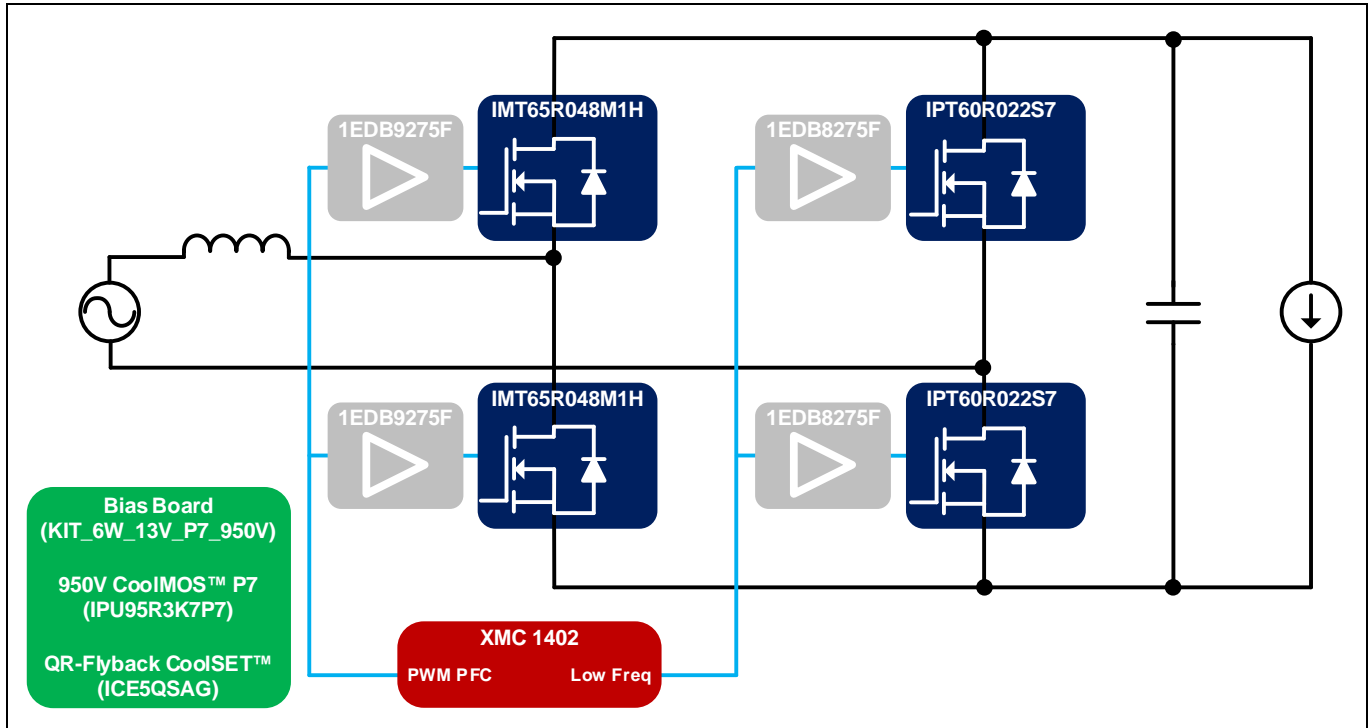 IMT65R048M1H
IPT60R022S7
1EDB9275F
1EDB8275F
IMT65R048M1H
IPT60R022S7
1EDB9275F
1EDB8275F
Bias Board
(KIT_6W_13V_P7_950V)
950V CoolMOS™ P7
(IPU95R3K7P7)
QR-Flyback CoolSET™
(ICE5QSAG)
XMC 1402
PWM PFC
Low Freq